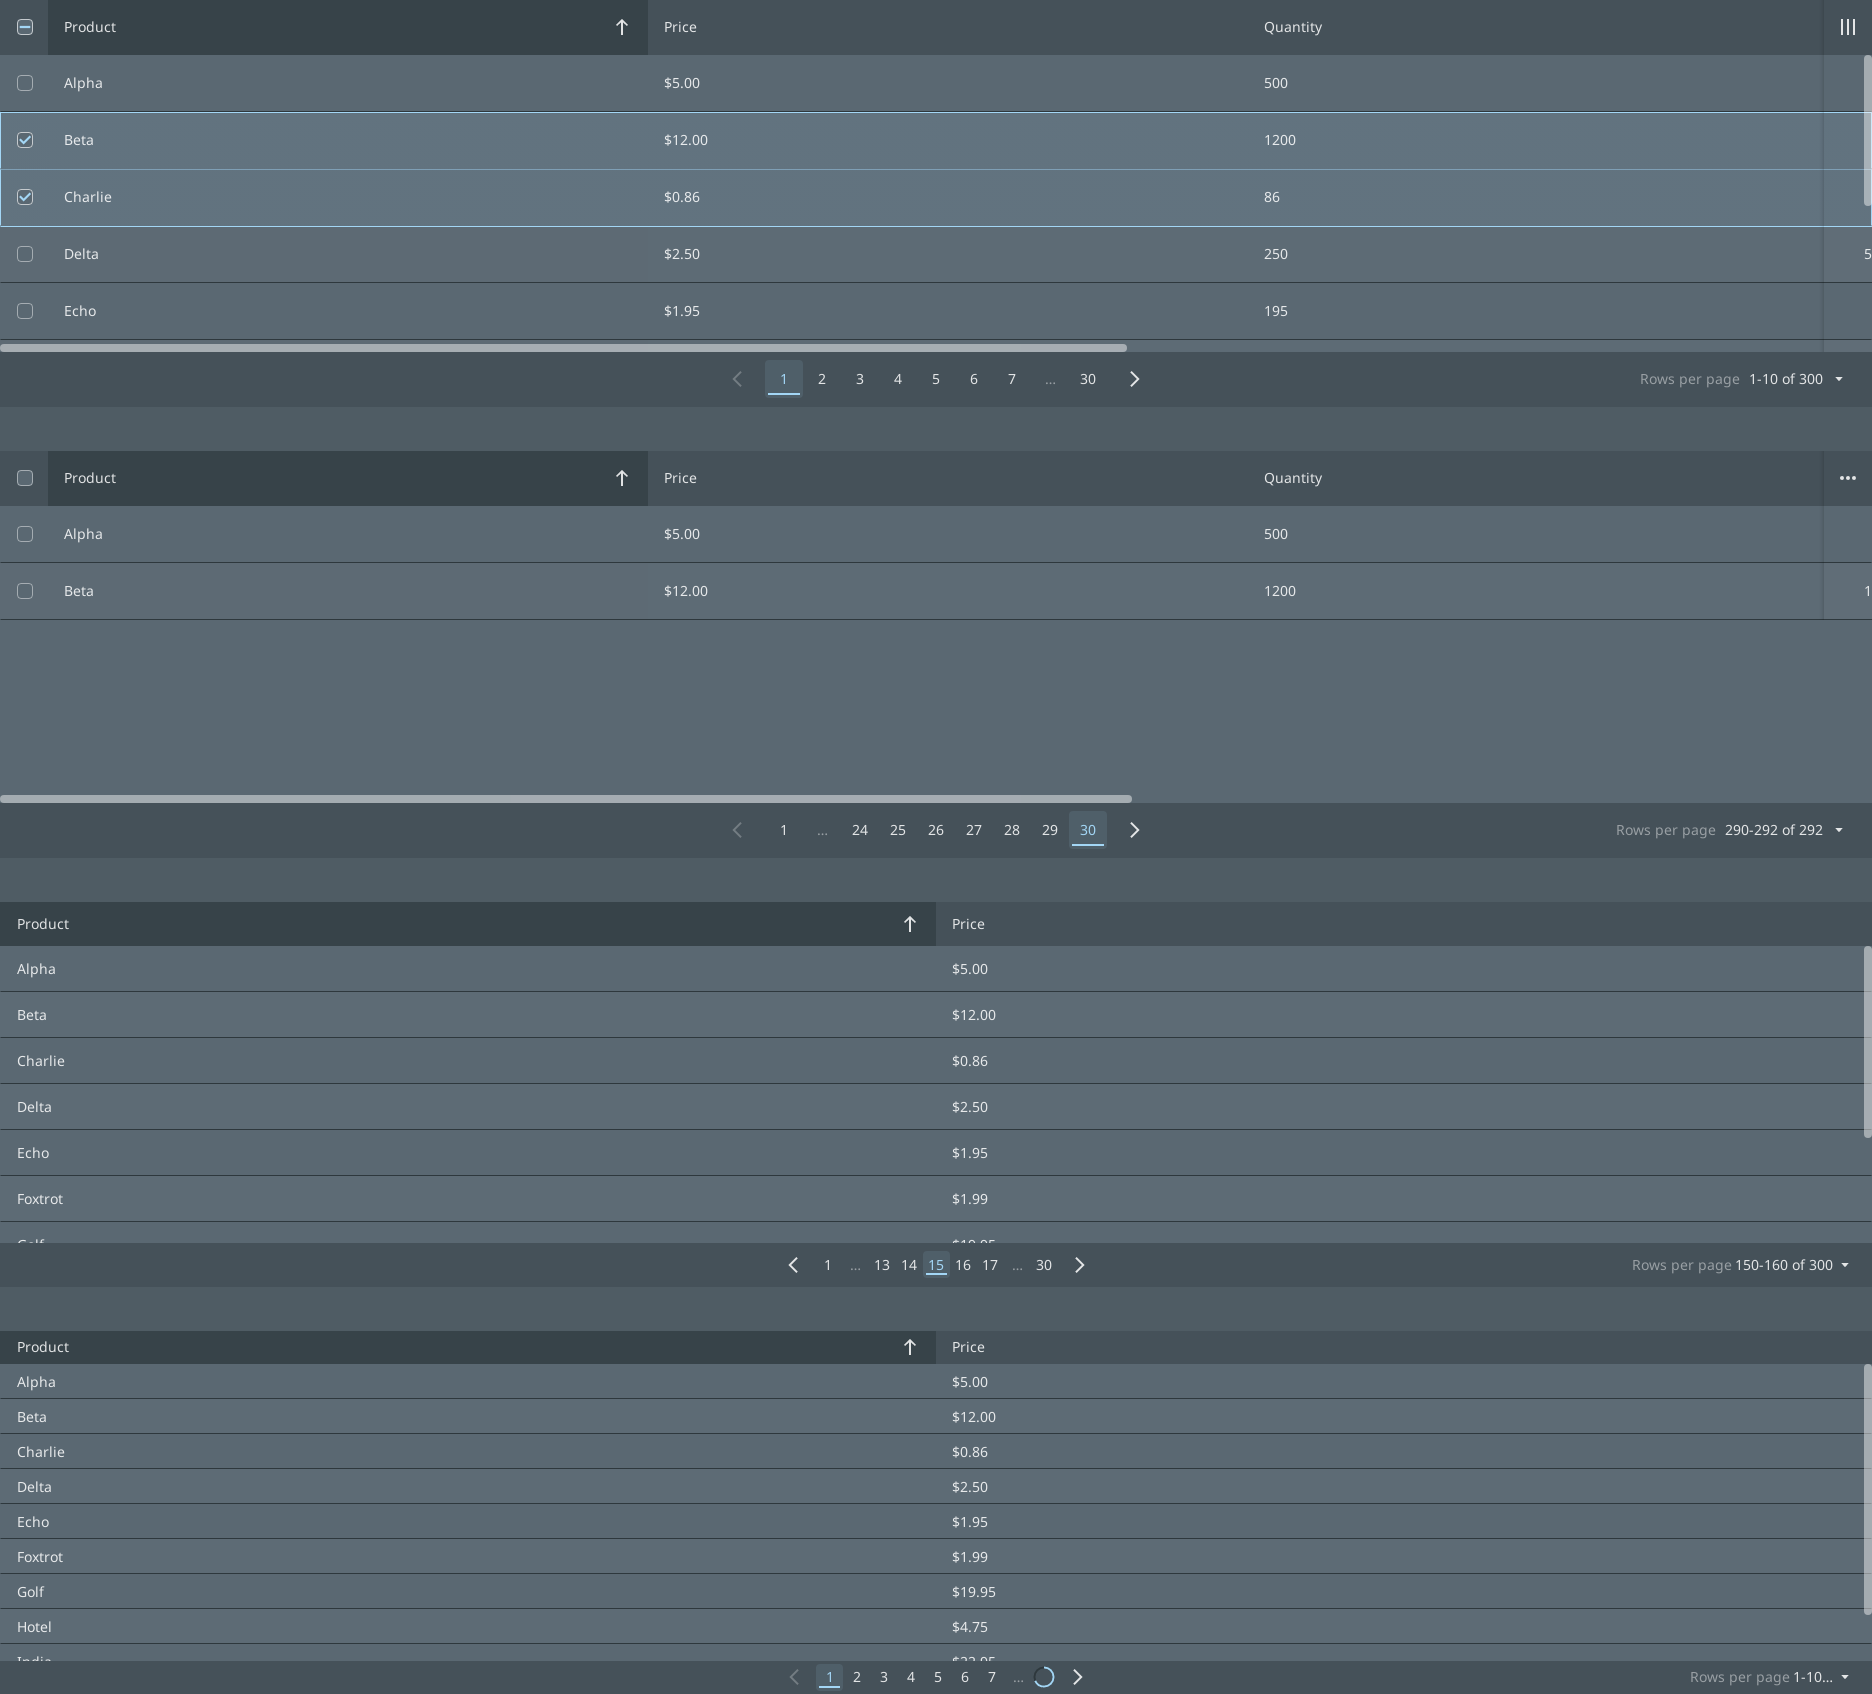 Product Price Quantity
Alpha $5.00 500
Beta $12.00 1200
Charlie $0.86 86
Delta $2.50 250 5
Echo $1.95 195
1 2 3 4 5 6 7 ... 30 Rows per page 1-10 of 300
Product Price Quantity
Alpha $5.00 500
Beta $12.00 1200 1
1 ... 24 25 26 27 28 29 30 Rows per page 290-292 of 292
Product Price
Alpha $5.00
Beta $12.00
Charlie $0.86
Delta $2.50
Echo $1.95
Foxtrot $1.99
1 ... 13 14 15 16 17 ... 30 Rows per page 150-160 of 300
Product Price
Alpha $5.00
Beta $12.00
Charlie $0.86
Delta $2.50
Echo $1.95
Foxtrot $1.99
Golf $19.95
Hotel $4.75
1 2 3 4 5 6 7 ... Rows per page 1-10...